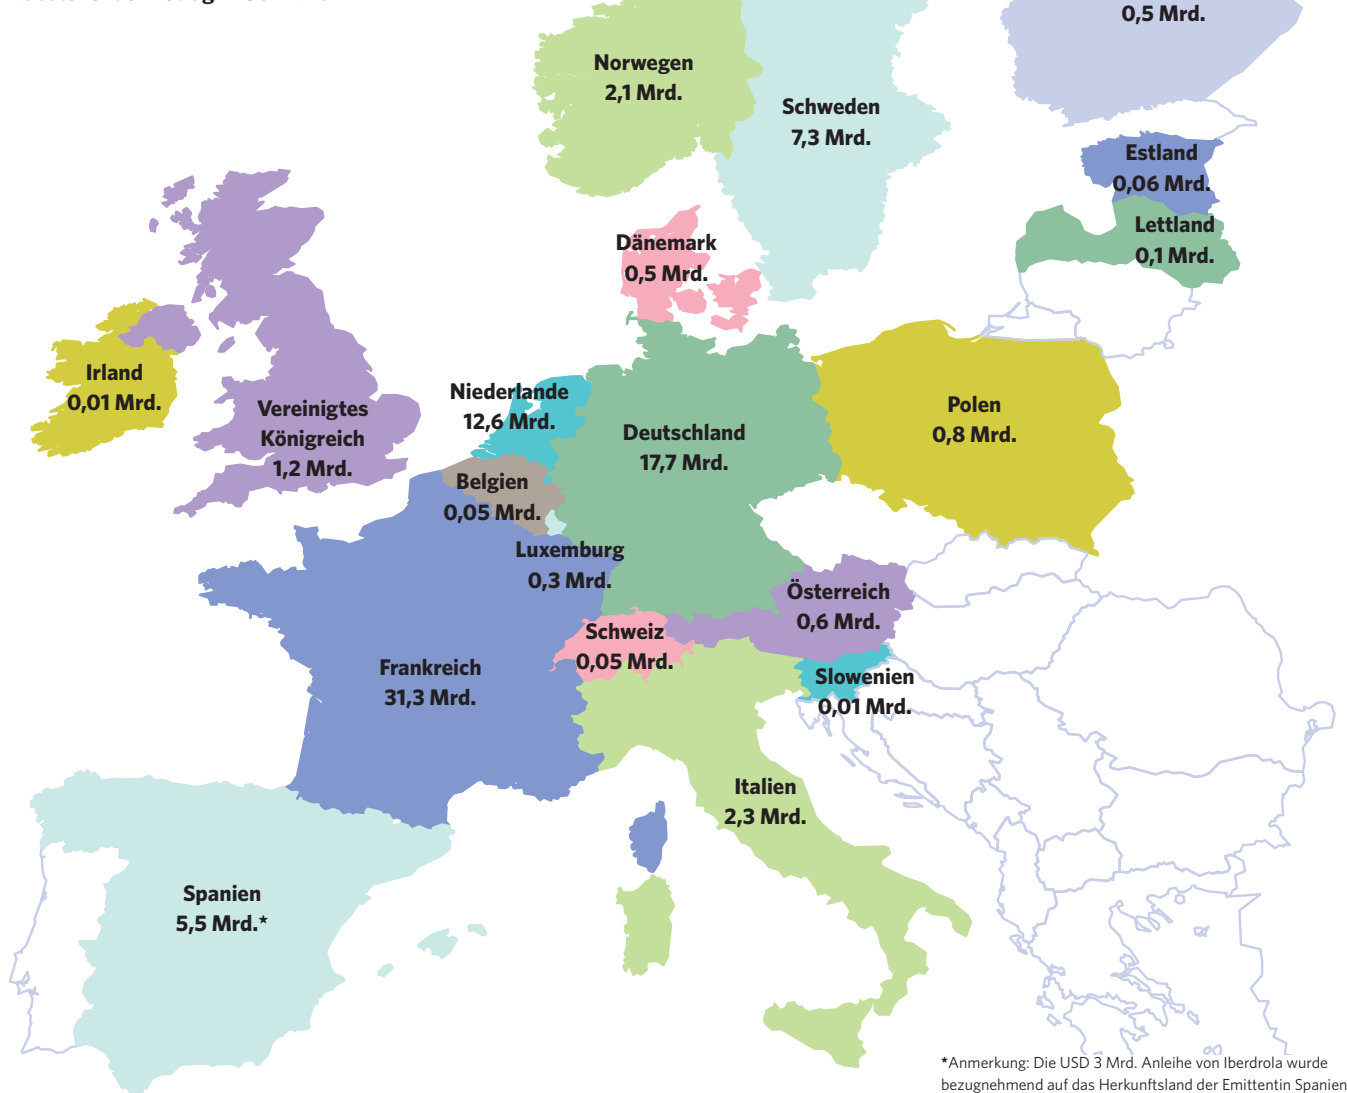 0,5 Mrd.
Norwegen
2,1 Mrd.
Schweden
7,3 Mrd.
Estland
0,06 Mrd.
Lettland
0,1 Mrd.
Dänemark
0,5 Mrd.
Irland
0,01 Mrd.
Vereinigtes
Königreich
1,2 Mrd.
Niederlande
12,6 Mrd.
Deutschland
17,7 Mrd.
Polen
0,8 Mrd.
Belgien
0,05 Mrd.
Luxemburg
0,3 Mrd.
Österreich
0,6 Mrd.
Schweiz
0,05 Mrd.
Slowenien
0,01 Mrd.
Frankreich
31,3 Mrd.
Italien
2,3 Mrd.
Spanien
5,5 Mrd.*
*Anmerkung: Die USD 3 Mrd. Anleihe von Iberdrola wurde
bezugnehmend auf das Herkunftsland der Emittentin Spanien